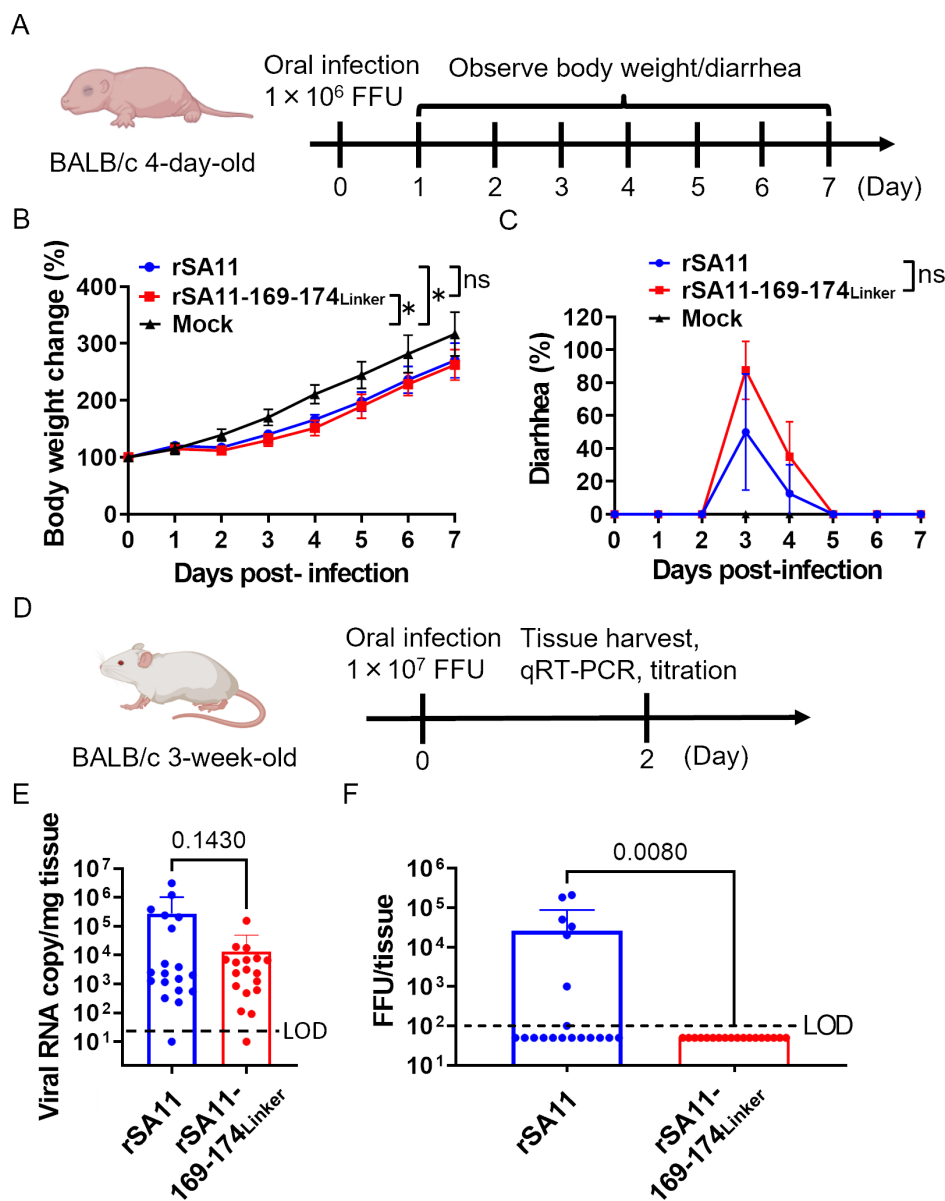 A
Oral infection
1 × 10⁶ FFU
Observe body weight/diarrhea
BALB/c 4-day-old
0 1 2 3 4 5 6 7 (Day)
B
rSA11
rSA11-169-174Linker
Mock
* * ns
Body weight change (%)
400
300
200
100
0
0 1 2 3 4 5 6 7
Days post- infection
C
rSA11
rSA11-169-174Linker
Mock
ns
Diarhhea (%)
120
100
80
60
40
20
0
0 1 2 3 4 5 6 7
Days post-infection
D
Oral infection
1 × 10⁷ FFU
Tissue harvest,
qRT-PCR, titration
BALB/c 3-week-old
0 2 (Day)
E
0.1430
Viral RNA copy/mg tissue
10⁷
10⁶
10⁵
10⁴
10³
10²
10¹
LOD
rSA11
rSA11-
169-174Linker
F
0.0080
FFU/tissue
10⁶
10⁵
10⁴
10³
10²
10¹
LOD
rSA11
rSA11-
169-174Linker